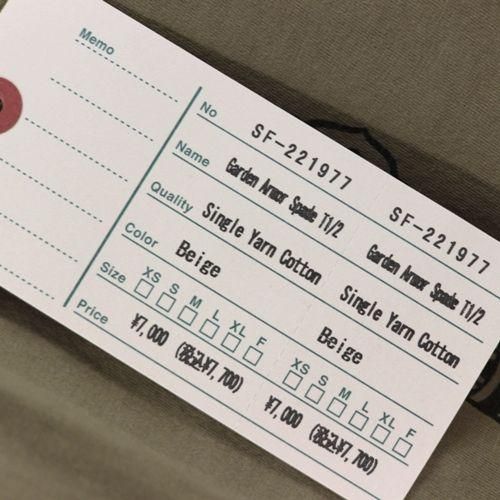 Memo
No SF-221977
Name Garden Armor Spade T1/2
Quality Single Yarn Cotton
Color Beige
Size XS S M L XL F
Price ¥7,000 (税込¥7,700)
SF-221977
Garden Armor Spade T1/2
Single Yarn Cotton
Beige
XS S M L XL F
¥7,000 (税込¥7,700)